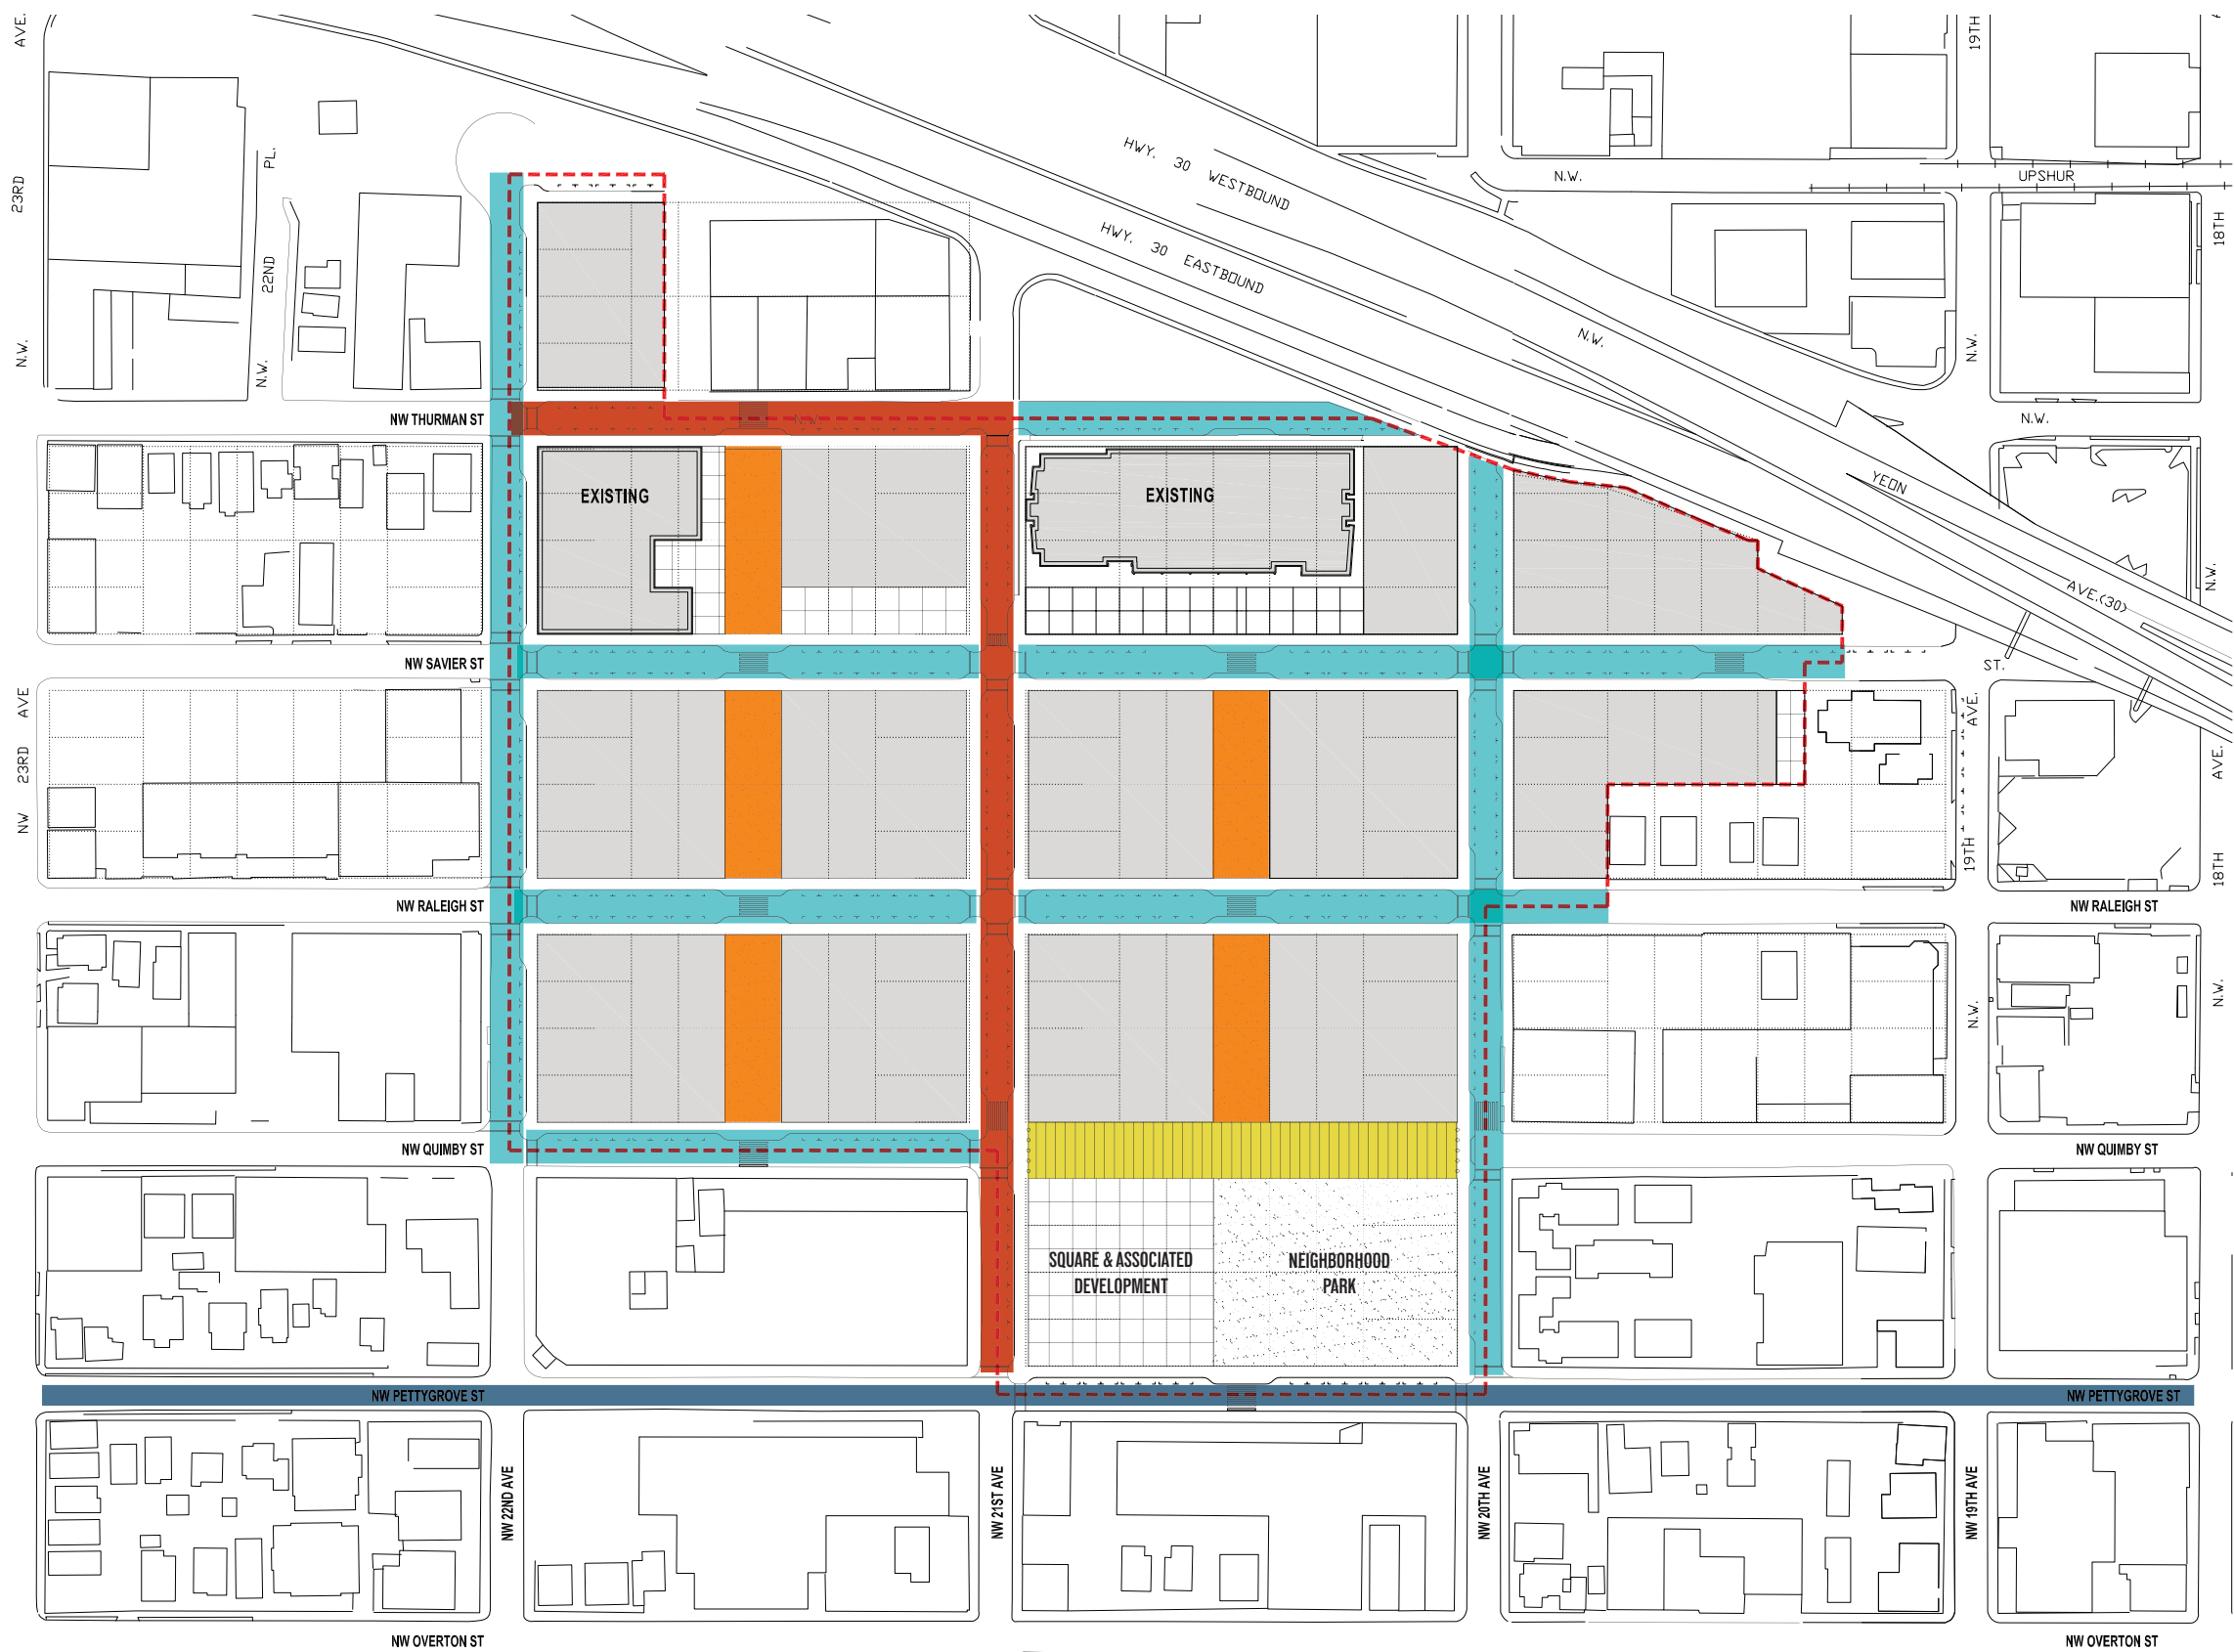 AVE.
19TH
HWY. 30 WESTBOUND
N.W.
UPSHUR
PL.
23RD
18TH
HWY. 30 EASTBOUND
22ND
N.W.
N.W.
N.W.
N.W.
N.W.
NW THURMAN ST
N.W.
N.W.
EXISTING
EXISTING
YEON
AVE.(30)
N.W.
NW SAVIER ST
ST.
AVE
AVE.
23RD
AVE.
NW
19TH
18TH
NW RALEIGH ST
NW RALEIGH ST
N.W.
N.W.
NW QUIMBY ST
NW QUIMBY ST
SQUARE & ASSOCIATED
DEVELOPMENT
NEIGHBORHOOD
PARK
NW PETTYGROVE ST
NW PETTYGROVE ST
NW 22ND AVE
NW 21ST AVE
NW 20TH AVE
NW 19TH AVE
NW OVERTON ST
NW OVERTON ST